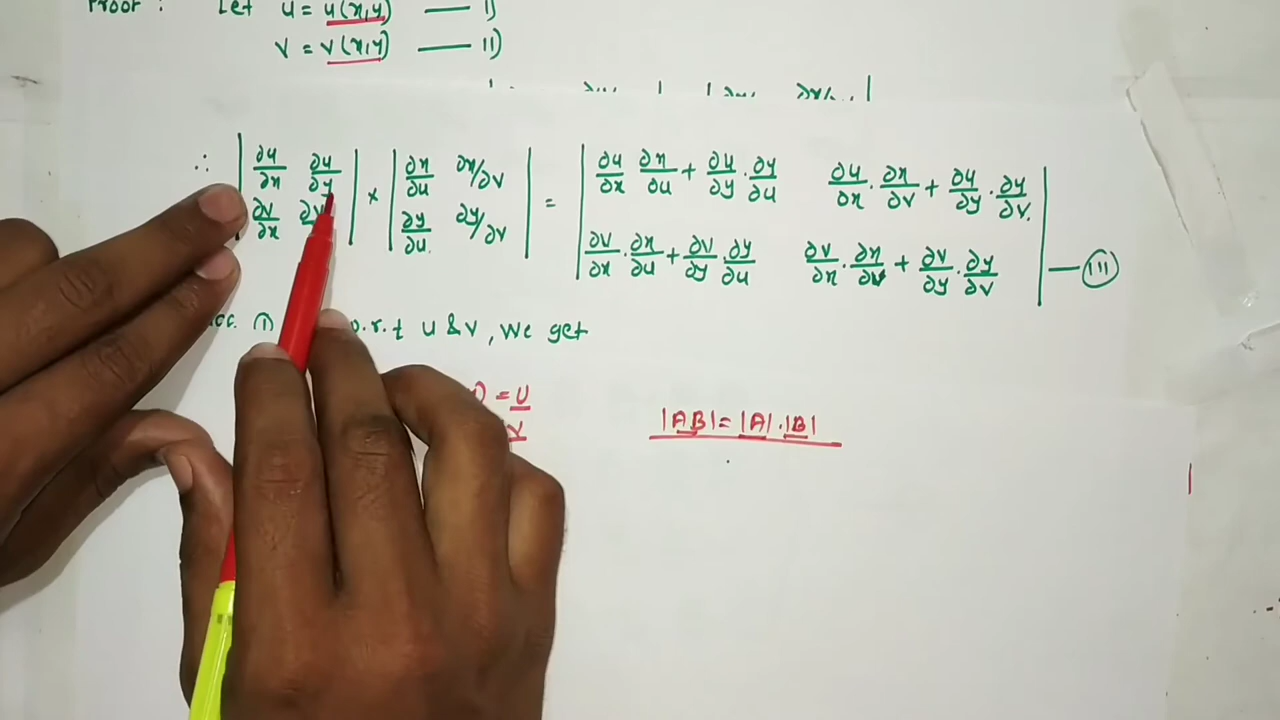 Proof : Let u = u(x,y) —— I)
v = v(x,y) —— II)
∴ | ∂u/∂x ∂u/∂y | × | ∂x/∂u ∂x/∂v | = | ∂u/∂x ∂x/∂u + ∂u/∂y . ∂y/∂u ∂u/∂x . ∂x/∂v + ∂u/∂y . ∂y/∂v. |
| ∂v/∂x | | ∂y/∂u. ∂y/∂v | | ∂v/∂x . ∂x/∂u + ∂v/∂y . ∂y/∂u ∂v/∂x . ∂x/∂v + ∂v/∂y . ∂y/∂v | — III
I w.r.t u & v, we get
= u
|AB| = |A| . |B|
v